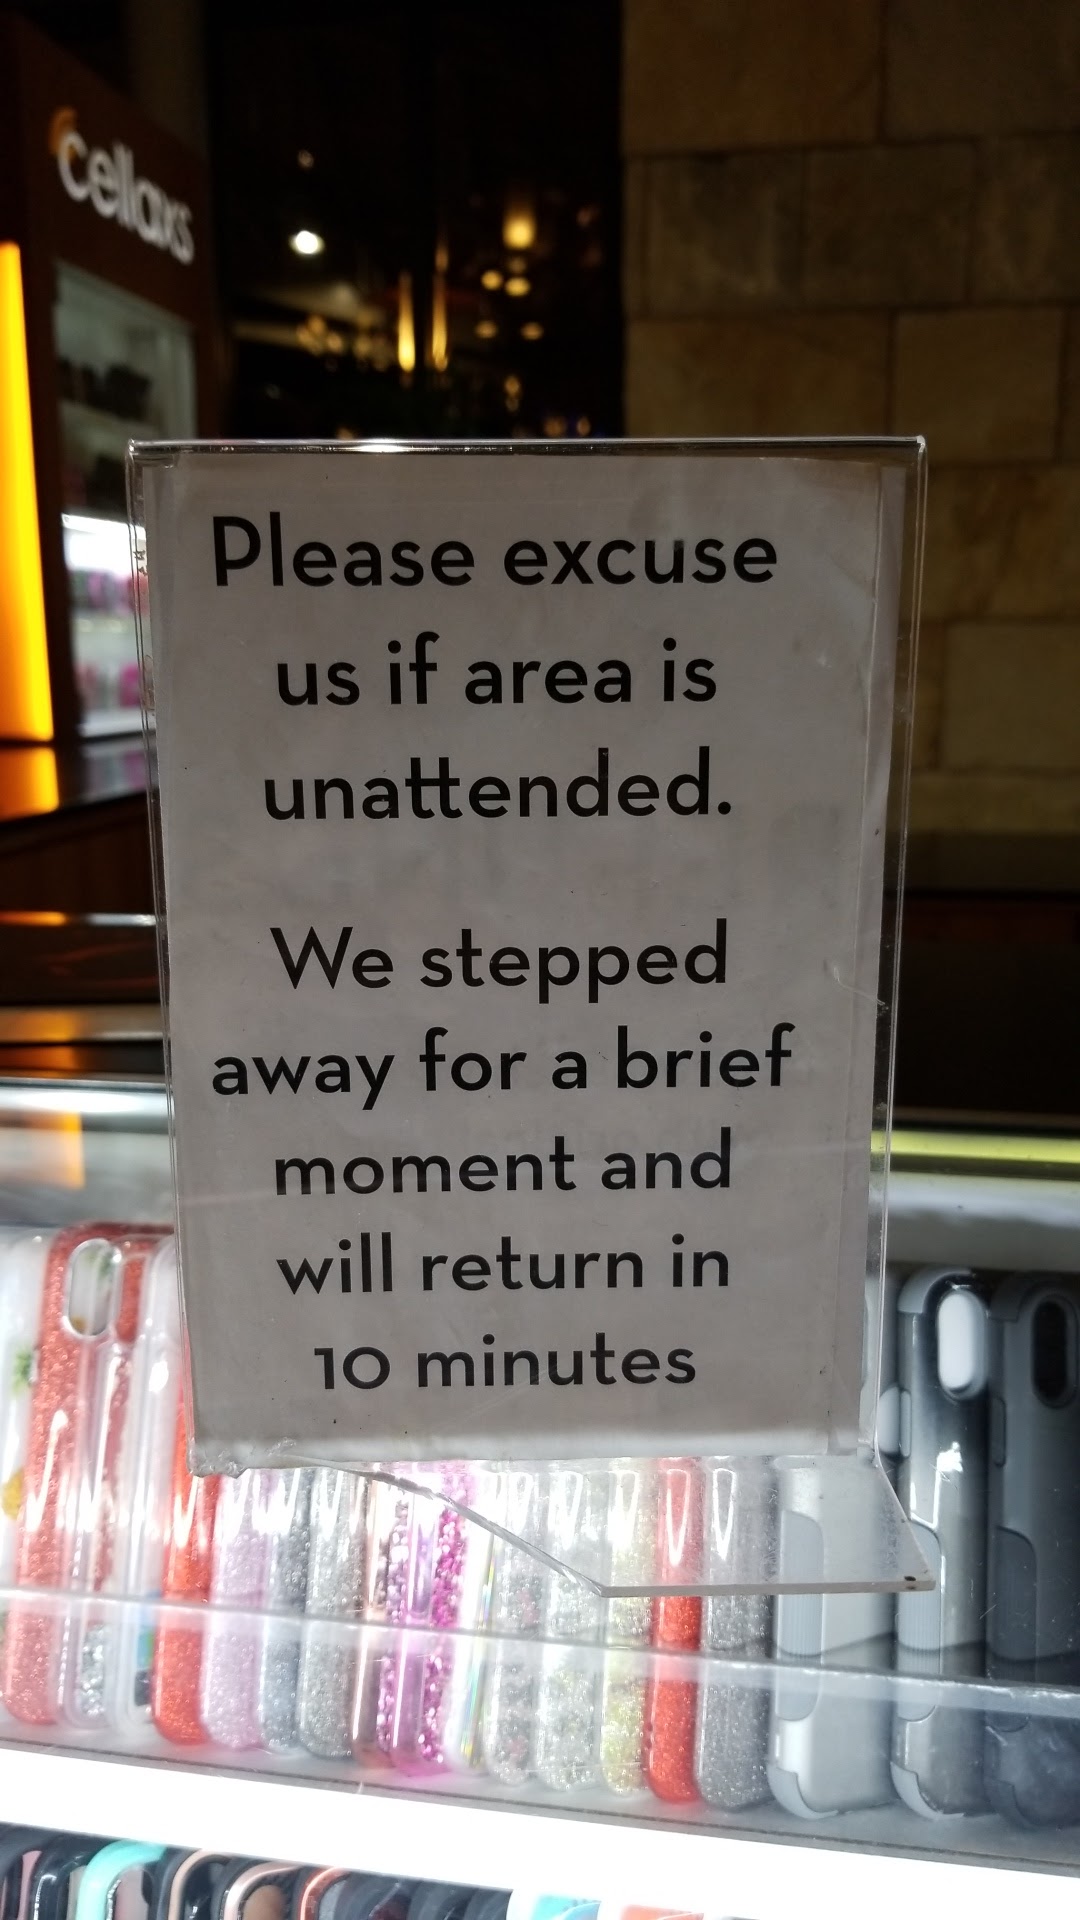 cellaxs
Please excuse
us if area is
unattended.
We stepped
away for a brief
moment and
will return in
10 minutes